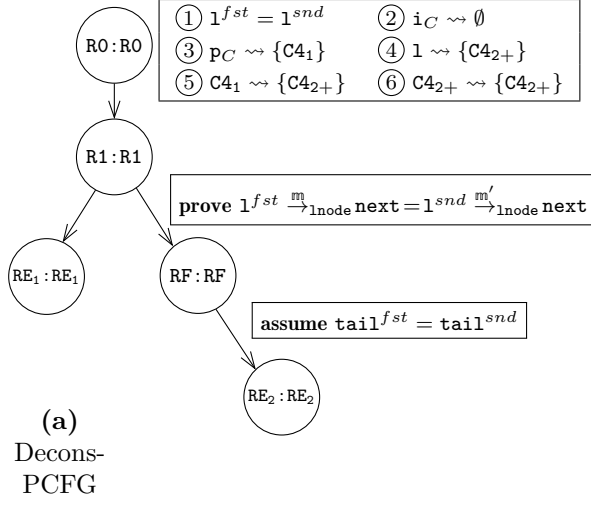 R0:R0
① l^{fst} = l^{snd} ② i_C ⇝ ∅
③ p_C ⇝ {C4_1} ④ l ⇝ {C4_{2+}}
⑤ C4_1 ⇝ {C4_{2+}} ⑥ C4_{2+} ⇝ {C4_{2+}}
R1:R1
prove l^{fst} \xrightarrow{m}_{lnode} next = l^{snd} \xrightarrow{m'}_{lnode} next
RE_1:RE_1
RF:RF
assume tail^{fst} = tail^{snd}
RE_2:RE_2
(a)
Decons-
PCFG